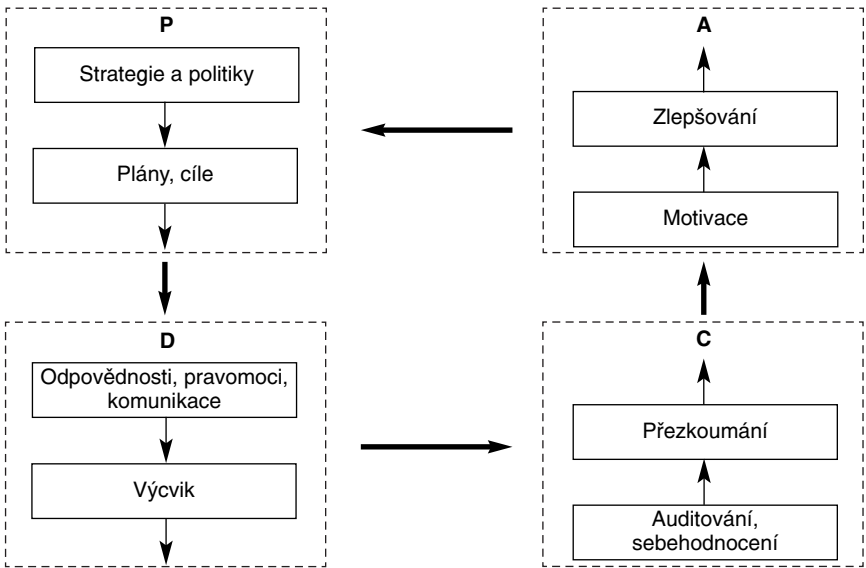 P
Strategie a politiky
Plány, cíle
A
Zlepšování
Motivace
D
Odpovědnosti, pravomoci,
komunikace
Výcvik
C
Přezkoumání
Auditování,
sebehodnocení